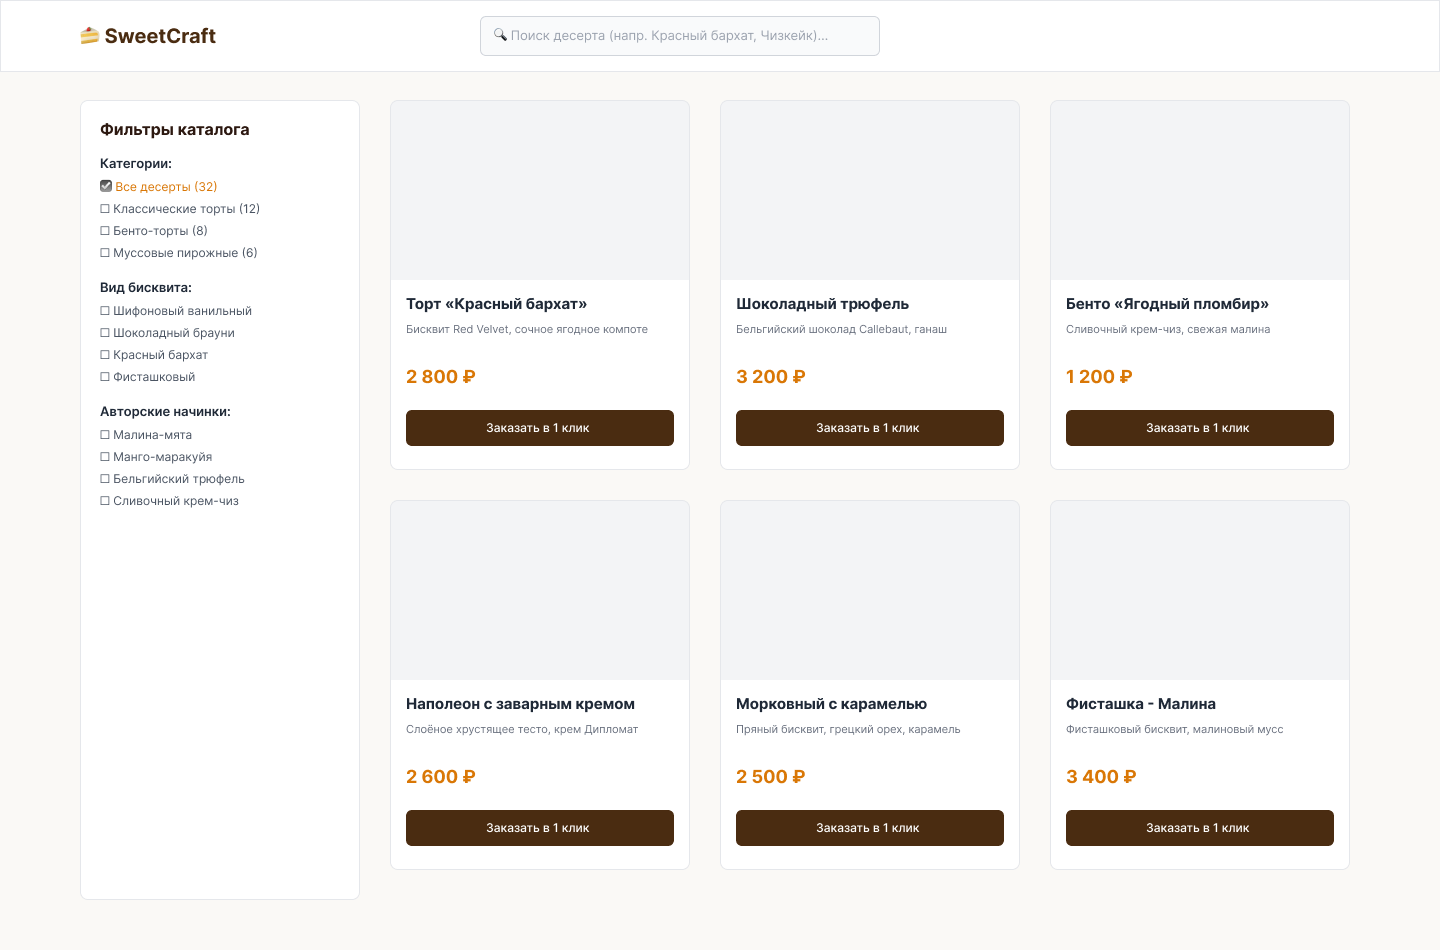 🍰 SweetCraft
🔍 Поиск десерта (напр. Красный бархат, Чизкейк)...
Фильтры каталога
Категории:
☑ Все десерты (32)
☐ Классические торты (12)
☐ Бенто-торты (8)
☐ Муссовые пирожные (6)
Вид бисквита:
☐ Шифоновый ванильный
☐ Шоколадный брауни
☐ Красный бархат
☐ Фисташковый
Авторские начинки:
☐ Малина-мята
☐ Манго-маракуйя
☐ Бельгийский трюфель
☐ Сливочный крем-чиз
Торт «Красный бархат»
Бисквит Red Velvet, сочное ягодное компоте
2 800 ₽
Заказать в 1 клик
Шоколадный трюфель
Бельгийский шоколад Callebaut, ганаш
3 200 ₽
Заказать в 1 клик
Бенто «Ягодный пломбир»
Сливочный крем-чиз, свежая малина
1 200 ₽
Заказать в 1 клик
Наполеон с заварным кремом
Слоёное хрустящее тесто, крем Дипломат
2 600 ₽
Заказать в 1 клик
Морковный с карамелью
Пряный бисквит, грецкий орех, карамель
2 500 ₽
Заказать в 1 клик
Фисташка - Малина
Фисташковый бисквит, малиновый мусс
3 400 ₽
Заказать в 1 клик